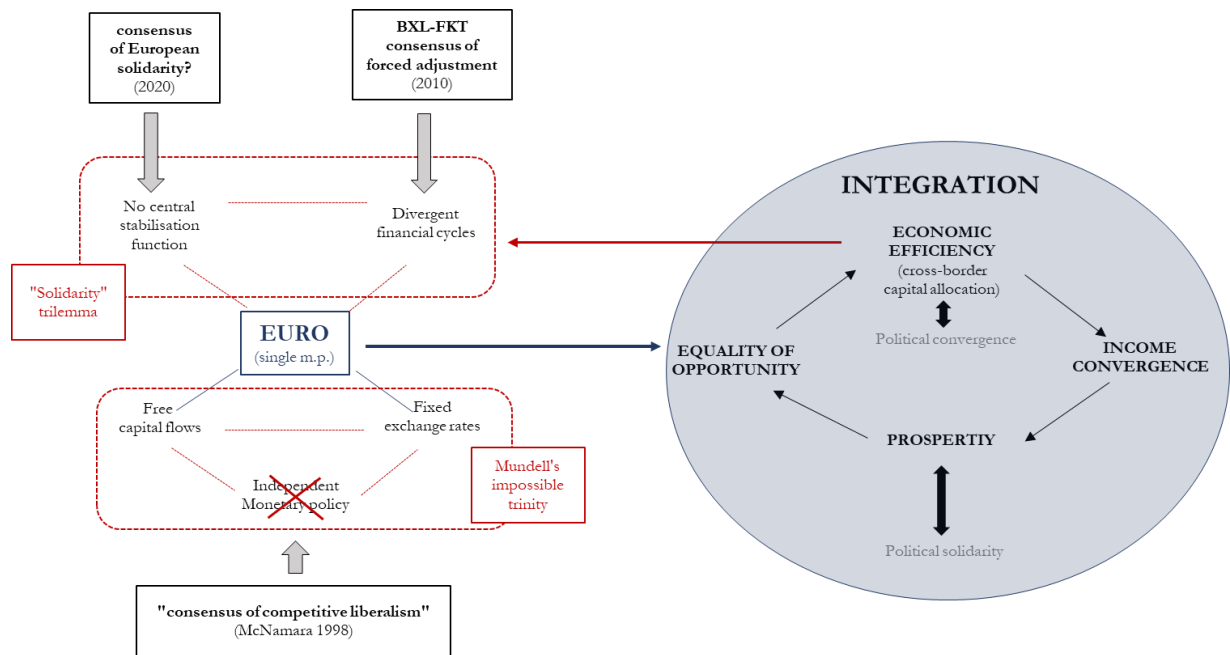 consensus
of European
solidarity?
(2020)
BXL-FKT
consensus of
forced adjustment
(2010)
No central
stabilisation
function
Divergent
financial cycles
"Solidarity"
trilemma
EURO
(single m.p.)
Free
capital flows
Fixed
exchange rates
Independent
Monetary policy
Mundell's
impossible
trinity
"consensus of competitive liberalism"
(McNamara 1998)
INTEGRATION
ECONOMIC
EFFICIENCY
(cross-border
capital allocation)
Political convergence
EQUALITY OF
OPPORTUNITY
INCOME
CONVERGENCE
PROSPERTIY
Political solidarity